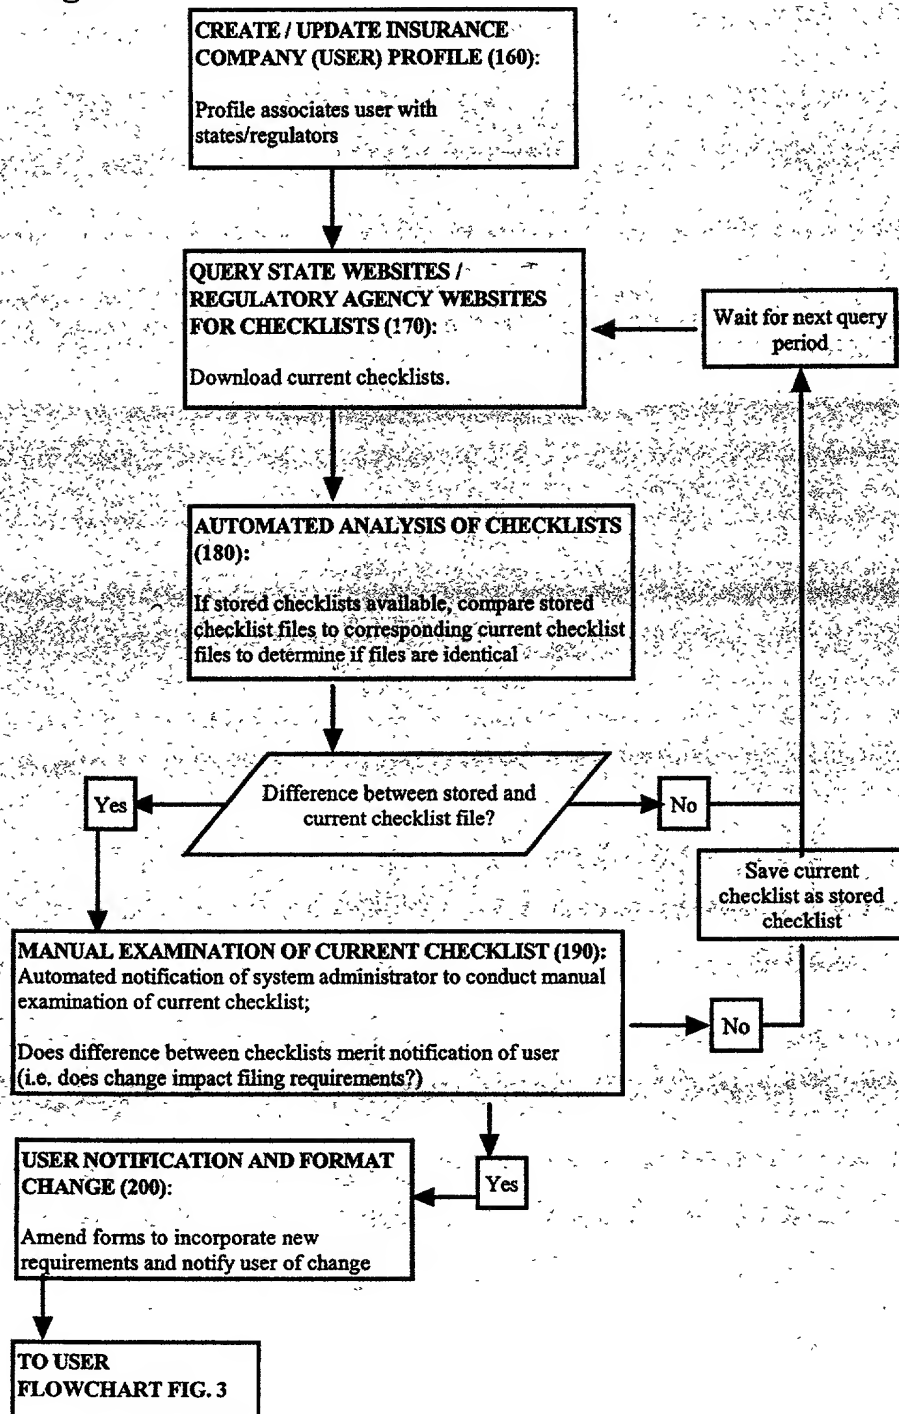 CREATE / UPDATE INSURANCE
COMPANY (USER) PROFILE (160):
Profile associates user with
states/regulators
QUERY STATE WEBSITES /
REGULATORY AGENCY WEBSITES
FOR CHECKLISTS (170):
Download current checklists.
Wait for next query
period
AUTOMATED ANALYSIS OF CHECKLISTS
(180):
If stored checklists available, compare stored
checklist files to corresponding current checklist
files to determine if files are identical
Yes
Difference between stored and
current checklist file?
No
Save current
checklist as stored
checklist
MANUAL EXAMINATION OF CURRENT CHECKLIST (190):
Automated notification of system administrator to conduct manual
examination of current checklist;
Does difference between checklists merit notification of user
(i.e. does change impact filing requirements?)
No
Yes
USER NOTIFICATION AND FORMAT
CHANGE (200):
Amend forms to incorporate new
requirements and notify user of change
TO USER
FLOWCHART FIG. 3